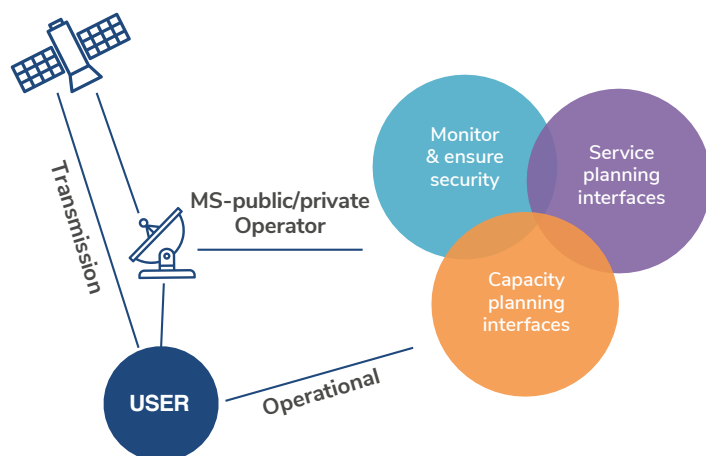 Transmission
MS-public/private
Operator
Monitor
& ensure
security
Service
planning
interfaces
Capacity
planning
interfaces
USER
Operational